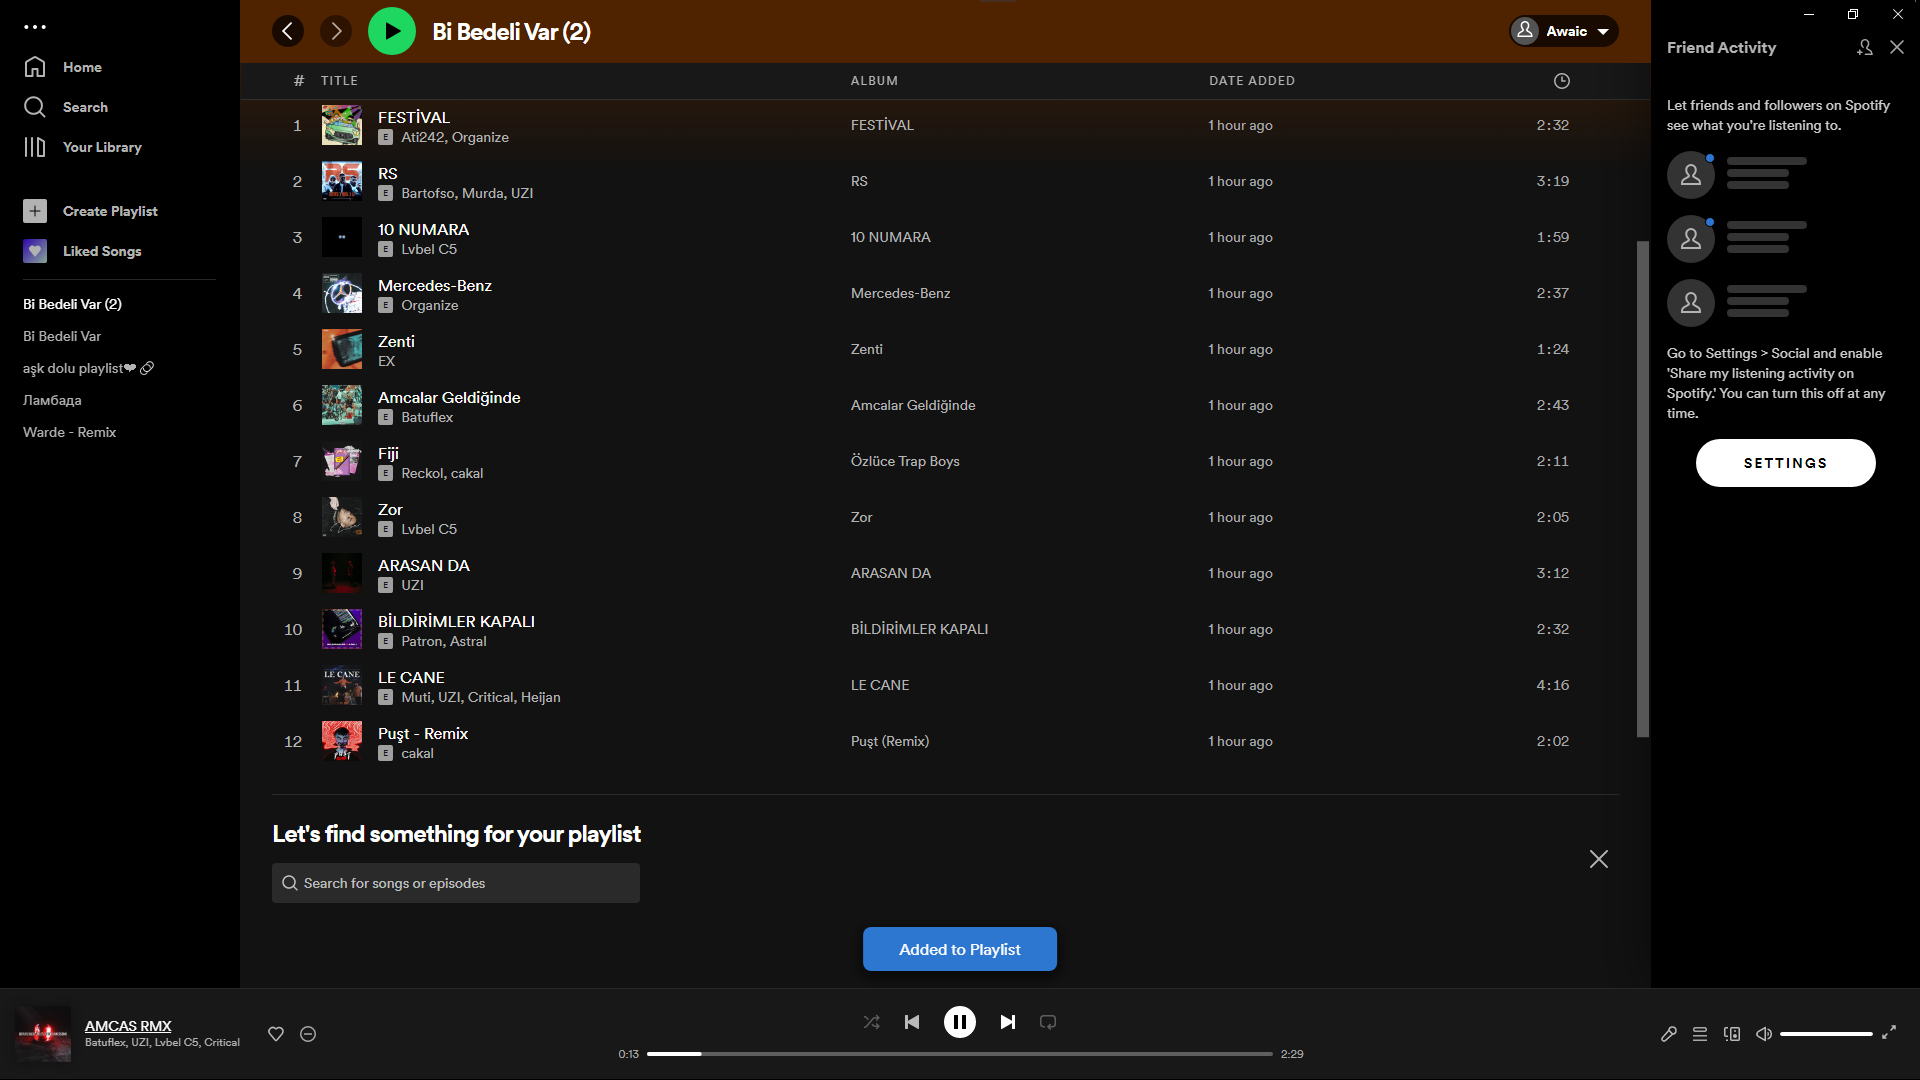 Home
Search
Your Library
Create Playlist
Liked Songs
Bi Bedeli Var (2)
Bi Bedeli Var
aşk dolu playlist❤🔗
Ламбада
Warde - Remix
Bi Bedeli Var (2)
Awaic
# TITLE ALBUM DATE ADDED
1 FESTİVAL FESTİVAL 1 hour ago 2:32
E Ati242, Organize
2 RS RS 1 hour ago 3:19
E Bartofso, Murda, UZI
3 10 NUMARA 10 NUMARA 1 hour ago 1:59
E Lvbel C5
4 Mercedes-Benz Mercedes-Benz 1 hour ago 2:37
E Organize
5 Zenti Zenti 1 hour ago 1:24
EX
6 Amcalar Geldiğinde Amcalar Geldiğinde 1 hour ago 2:43
E Batuflex
7 Fiji Özlüce Trap Boys 1 hour ago 2:11
E Reckol, cakal
8 Zor Zor 1 hour ago 2:05
E Lvbel C5
9 ARASAN DA ARASAN DA 1 hour ago 3:12
E UZI
10 BİLDİRİMLER KAPALI BİLDİRİMLER KAPALI 1 hour ago 2:32
E Patron, Astral
11 LE CANE LE CANE LE CANE 1 hour ago 4:16
E Muti, UZI, Critical, Heijan
12 Puşt - Remix Puşt (Remix) 1 hour ago 2:02
E cakal
Let's find something for your playlist
Search for songs or episodes
Added to Playlist
Friend Activity
Let friends and followers on Spotify
see what you're listening to.
Go to Settings > Social and enable
'Share my listening activity on
Spotify.' You can turn this off at any
time.
SETTINGS
AMCAS RMX
Batuflex, UZI, Lvbel C5, Critical
0:13
2:29